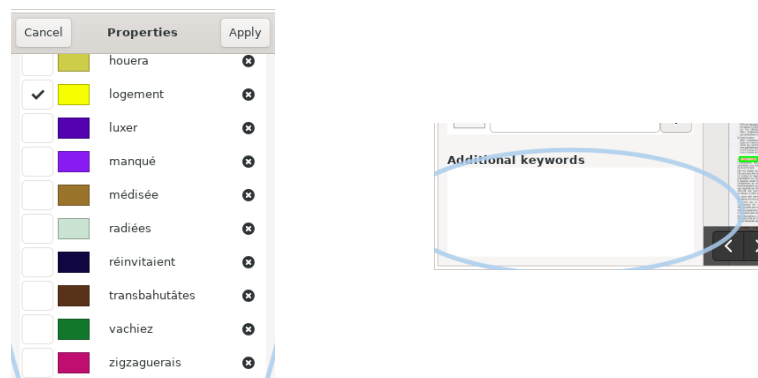 Cancel Properties Apply
houera
logement
luxer
manqué
médisée
radiées
réinvitaient
transbahutâtes
vachiez
zigzaguerais
Additional keywords